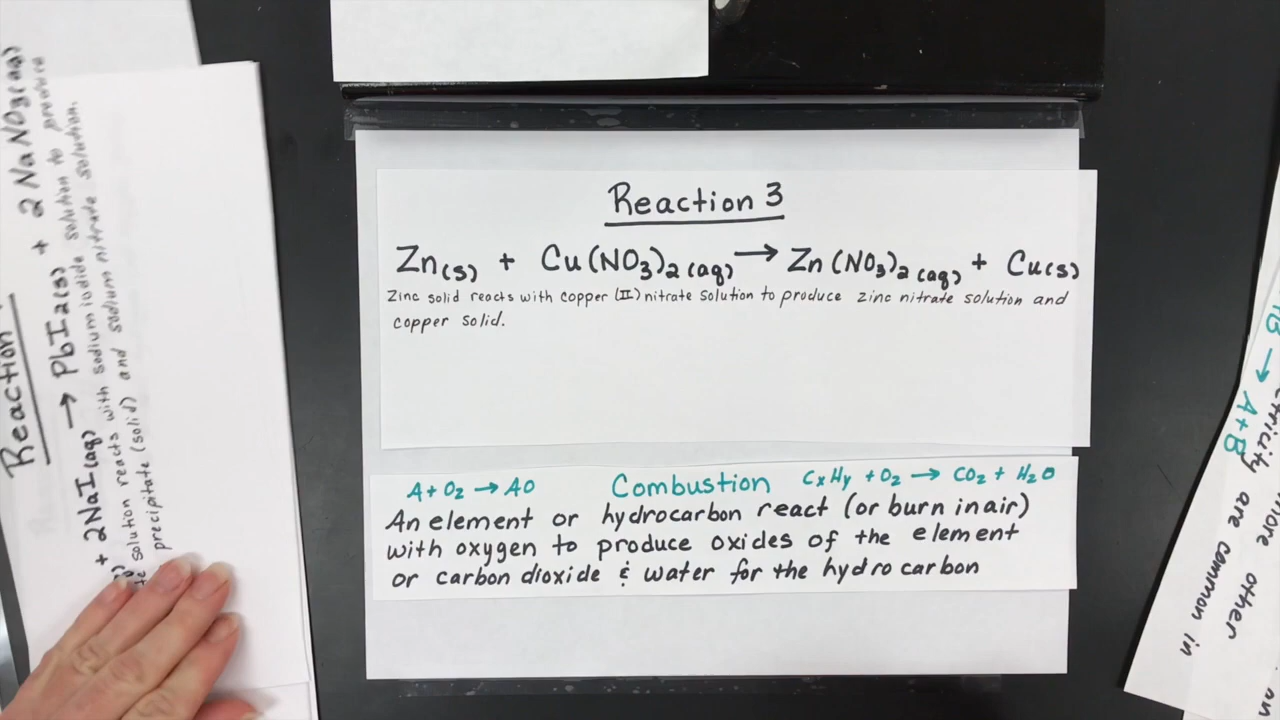 Reaction 3
Zn(s) + Cu(NO3)2(aq) → Zn(NO3)2(aq) + Cu(s)
Zinc solid reacts with copper (II) nitrate solution to produce zinc nitrate solution and
copper solid.
A + O2 → AO Combustion CxHy + O2 → CO2 + H2O
An element or hydrocarbon react (or burn in air)
with oxygen to produce oxides of the element
or carbon dioxide & water for the hydrocarbon
Reaction
+ 2NaI(aq) → PbI2(s) + 2NaNO3(aq)
solution reacts with sodium iodide solution to produce
precipitate (solid) and sodium nitrate solution.
→ A + B
are common in
other